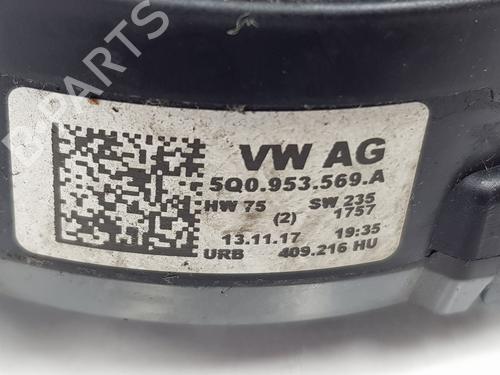 VW AG
5Q0.953.569.A
HW 75 SW 235
(2) 1757
13.11.17 19:35
URB 409.216 HU
B-PARTS